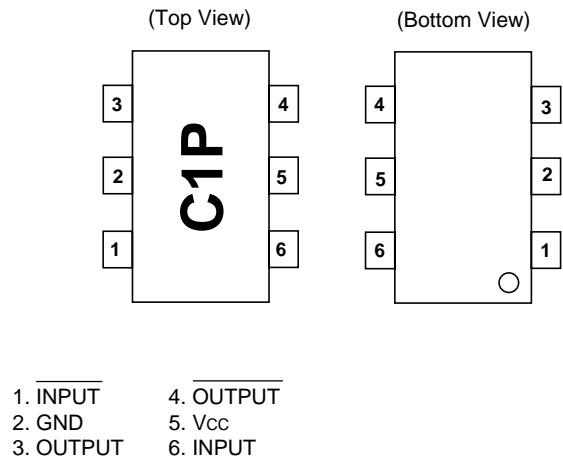 (Top View) (Bottom View)
3 4 4 3
C1P
2 5 5 2
1 6 6 1
1. INPUT 4. OUTPUT
2. GND 5. Vcc
3. OUTPUT 6. INPUT